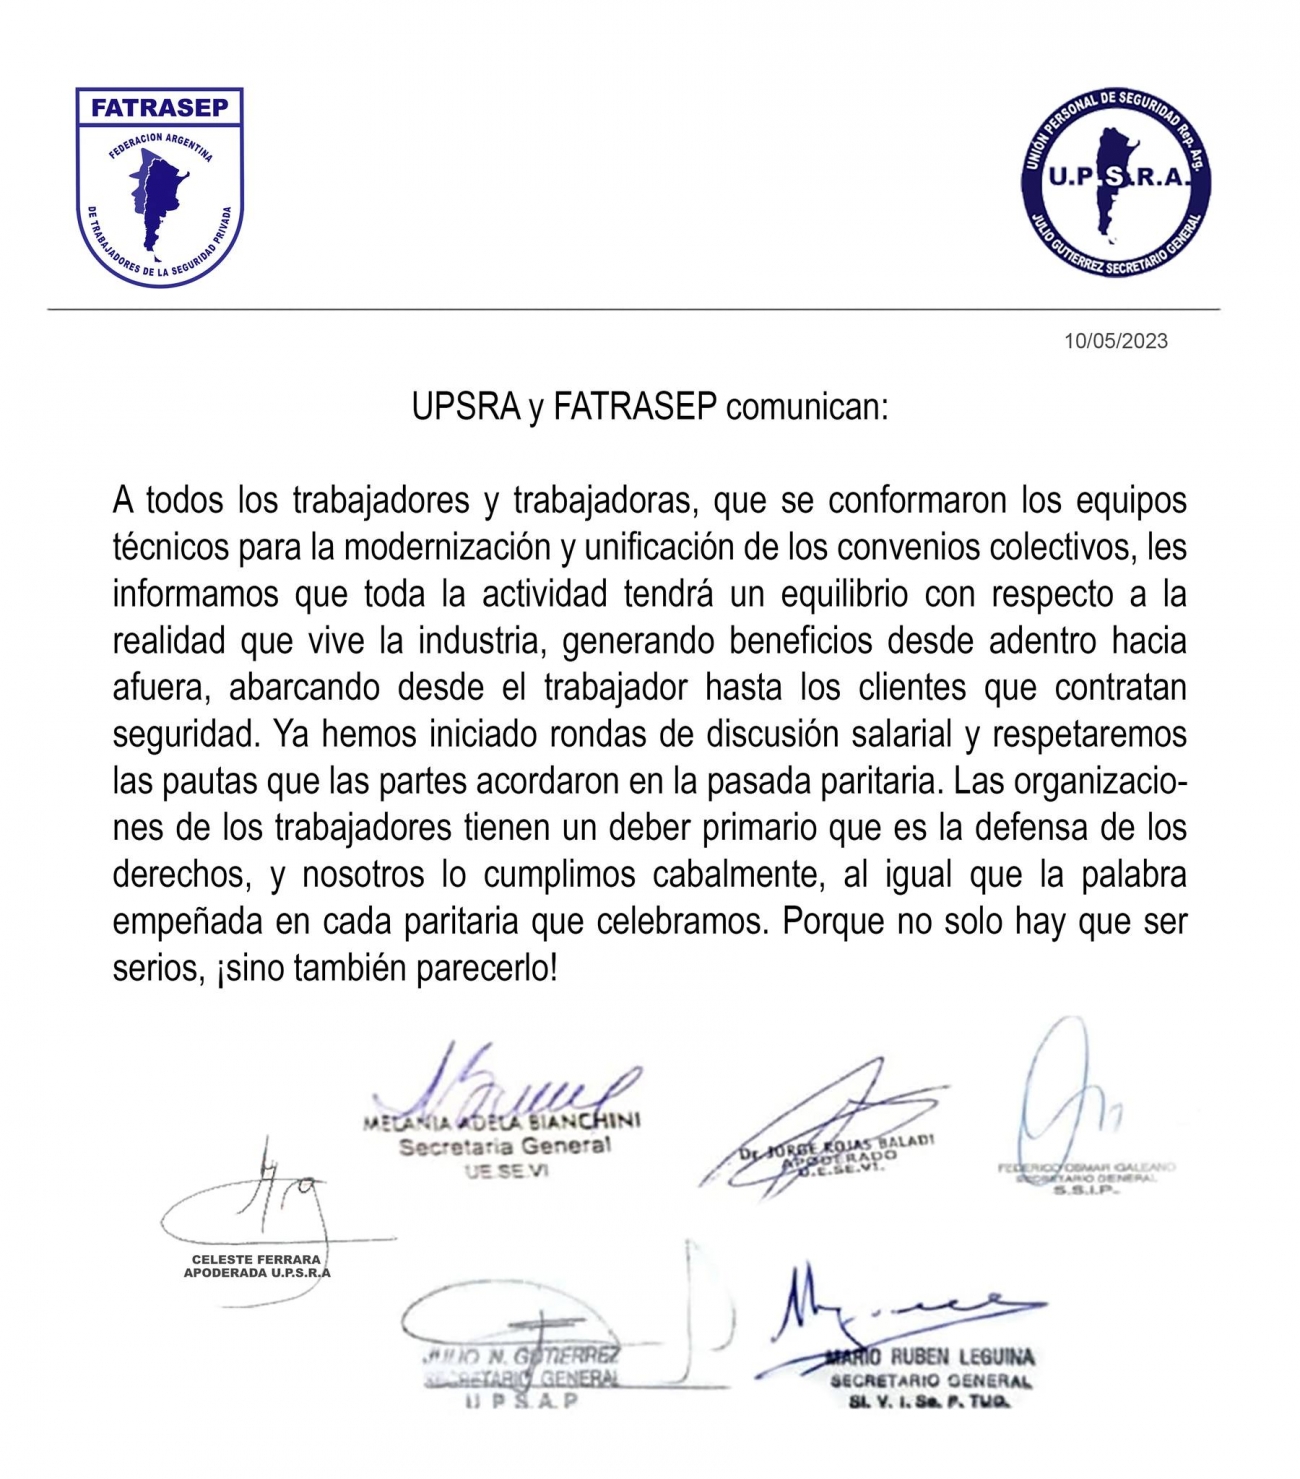 FATRASEP
FEDERACION ARGENTINA
DE TRABAJADORES DE LA SEGURIDAD PRIVADA
UNIÓN PERSONAL DE SEGURIDAD Rep. Arg.
U.P.S.R.A.
JULIO GUTIERREZ SECRETARIO GENERAL
10/05/2023
UPSRA y FATRASEP comunican:
A todos los trabajadores y trabajadoras, que se conformaron los equipos
técnicos para la modernización y unificación de los convenios colectivos, les
informamos que toda la actividad tendrá un equilibrio con respecto a la
realidad que vive la industria, generando beneficios desde adentro hacia
afuera, abarcando desde el trabajador hasta los clientes que contratan
seguridad. Ya hemos iniciado rondas de discusión salarial y respetaremos
las pautas que las partes acordaron en la pasada paritaria. Las organizacio-
nes de los trabajadores tienen un deber primario que es la defensa de los
derechos, y nosotros lo cumplimos cabalmente, al igual que la palabra
empeñada en cada paritaria que celebramos. Porque no solo hay que ser
serios, ¡sino también parecerlo!
MELANIA ADELA BIANCHINI
Secretaria General
UE.SE.VI
Dr. JORGE ROJAS BALADI
APODERADO
U.E.SE.VI.
FEDERICO OSMAR GALEANO
SECRETARIO GENERAL
S.S.I.P.-
CELESTE FERRARA
APODERADA U.P.S.R.A
JULIO N. GUTIERREZ
SECRETARIO GENERAL
U P S.A.P
MARIO RUBEN LEGUINA
SECRETARIO GENERAL
SI. V. I. Se. P. TUC.